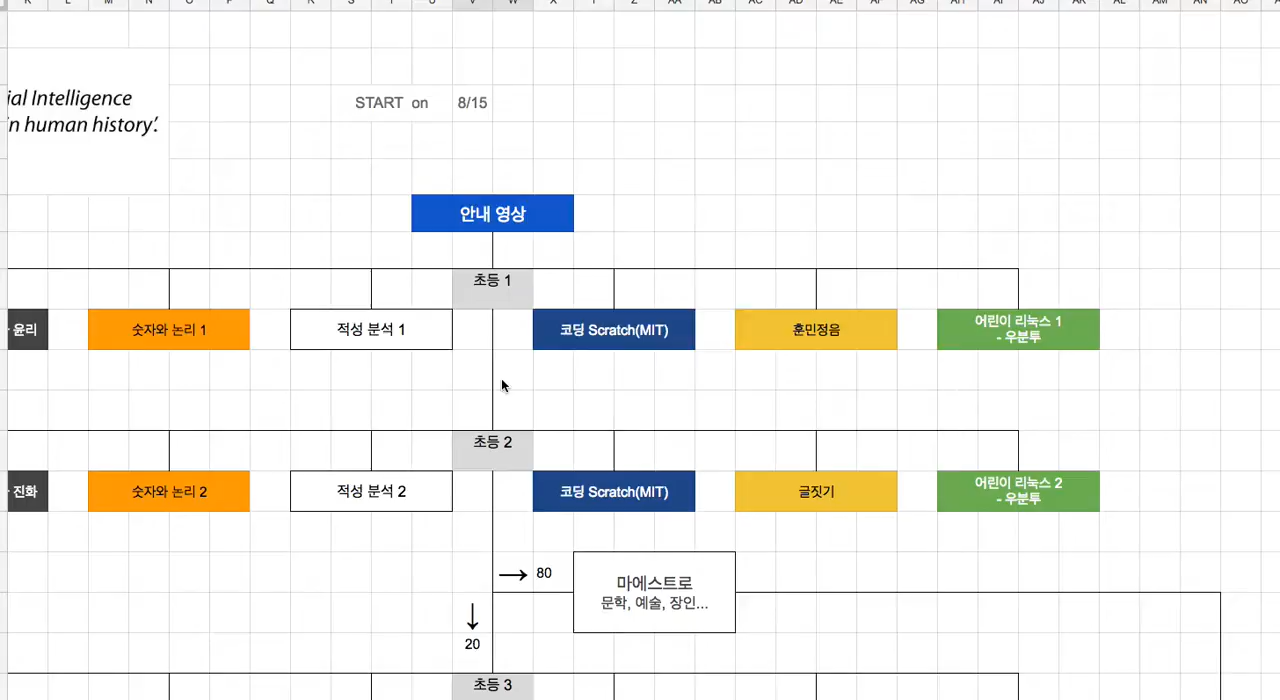 ial Intelligence
'n human history'.
START on 8/15
안내 영상
초등 1
윤리
숫자와 논리 1
적성 분석 1
코딩 Scratch(MIT)
훈민정음
어린이 리눅스 1
- 우분투
초등 2
진화
숫자와 논리 2
적성 분석 2
코딩 Scratch(MIT)
글짓기
어린이 리눅스 2
- 우분투
80
마에스트로
문학, 예술, 장인...
20
초등 3